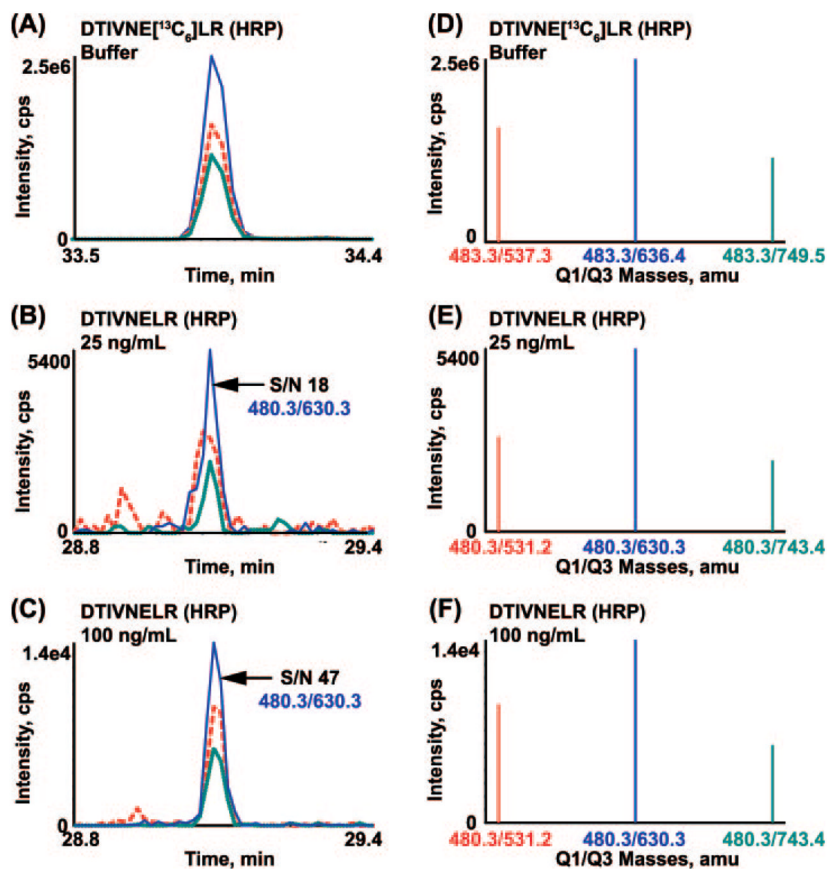 (A)
DTIVNE[¹³C₆]LR (HRP)
Buffer
2.5e6
Intensity, cps
0
33.5
34.4
Time, min
(D)
DTIVNE[¹³C₆]LR (HRP)
Buffer
2.5e6
Intensity, cps
0
483.3/537.3
483.3/636.4
483.3/749.5
Q1/Q3 Masses, amu
(B)
DTIVNELR (HRP)
25 ng/mL
5400
S/N 18
480.3/630.3
Intensity, cps
0
28.8
29.4
Time, min
(E)
DTIVNELR (HRP)
25 ng/mL
5400
Intensity, cps
0
480.3/531.2
480.3/630.3
480.3/743.4
Q1/Q3 Masses, amu
(C)
DTIVNELR (HRP)
100 ng/mL
1.4e4
S/N 47
480.3/630.3
Intensity, cps
0
28.8
29.4
Time, min
(F)
DTIVNELR (HRP)
100 ng/mL
1.4e4
Intensity, cps
0
480.3/531.2
480.3/630.3
480.3/743.4
Q1/Q3 Masses, amu